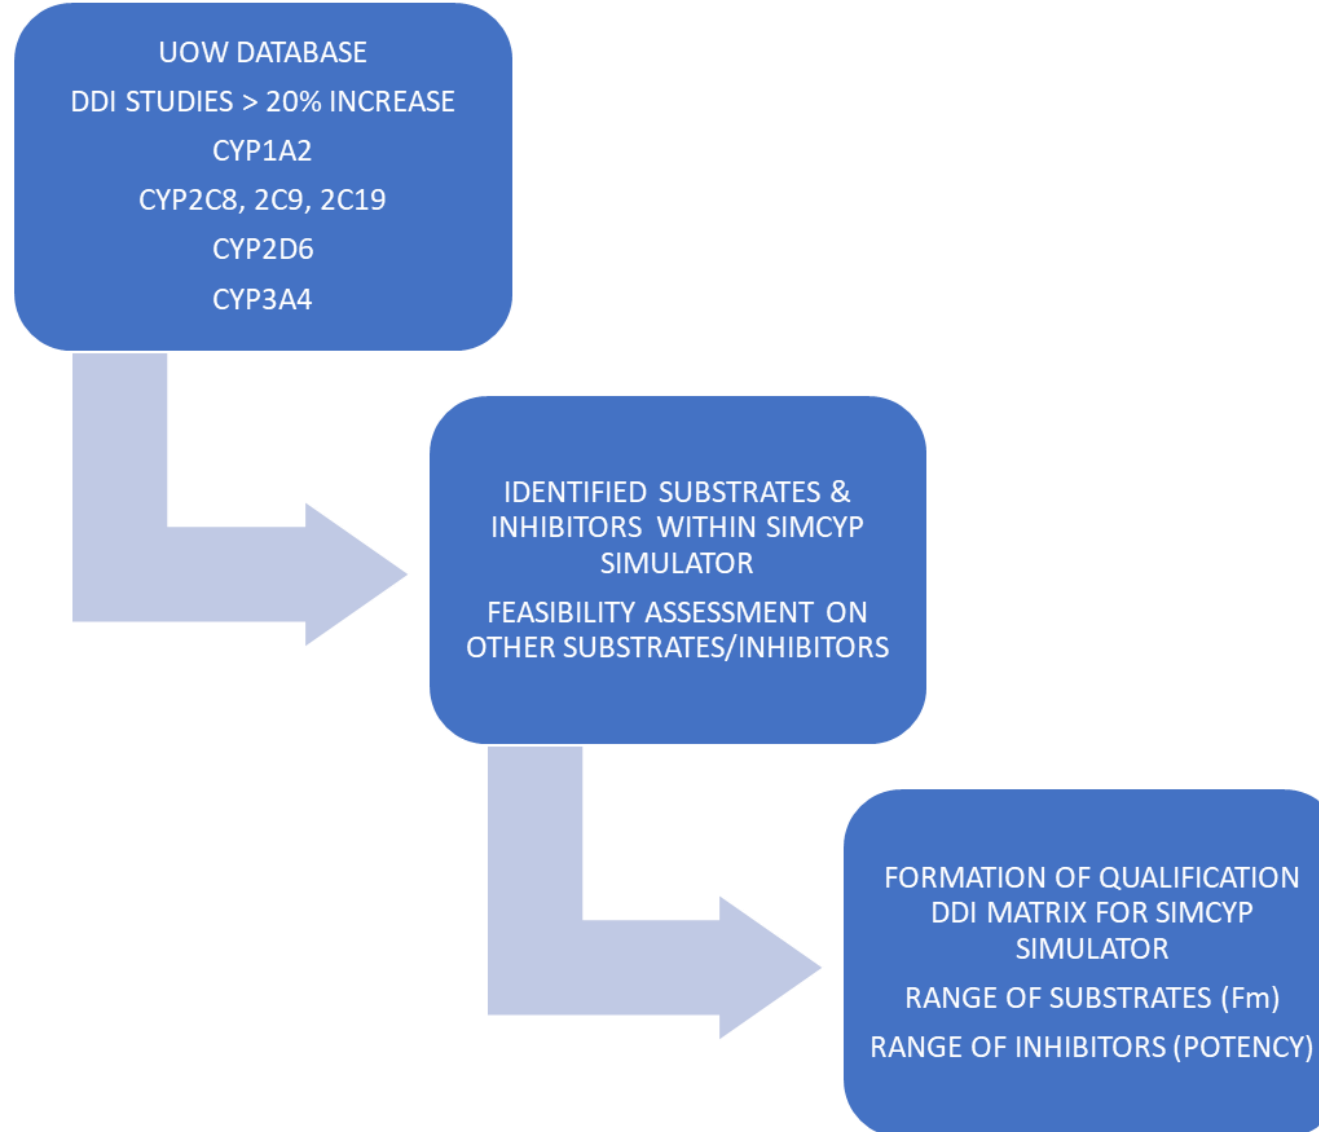 UOW DATABASE
DDI STUDIES > 20% INCREASE
CYP1A2
CYP2C8, 2C9, 2C19
CYP2D6
CYP3A4
IDENTIFIED SUBSTRATES &
INHIBITORS WITHIN SIMCYP
SIMULATOR
FEASIBILITY ASSESSMENT ON
OTHER SUBSTRATES/INHIBITORS
FORMATION OF QUALIFICATION
DDI MATRIX FOR SIMCYP
SIMULATOR
RANGE OF SUBSTRATES (Fm)
RANGE OF INHIBITORS (POTENCY)